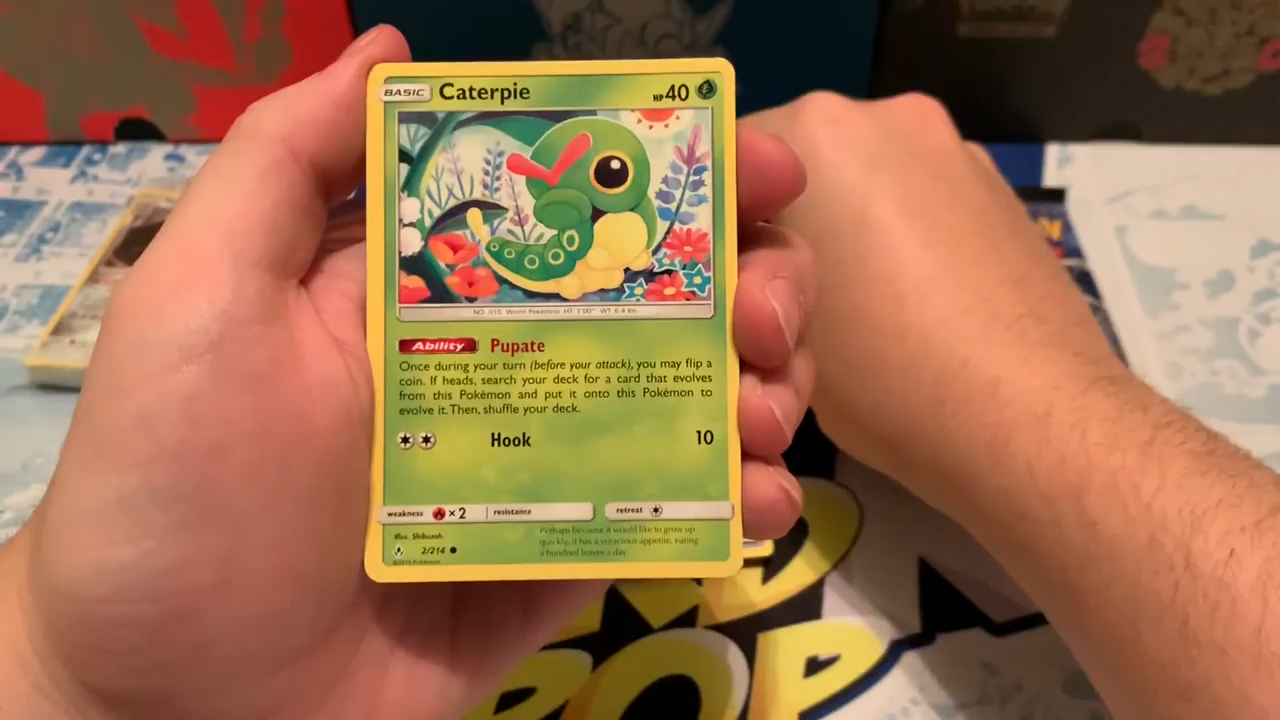 BASIC Caterpie HP40
NO. 010 Worm Pokémon HT: 1'00" WT: 6.4 lbs.
Ability Pupate
Once during your turn (before your attack), you may flip a
coin. If heads, search your deck for a card that evolves
from this Pokémon and put it onto this Pokémon to
evolve it. Then, shuffle your deck.
Hook 10
weakness ×2 resistance retreat
Illus. Shibuzoh.
2/214
©2019 Pokémon
Perhaps because it would like to grow up
quickly, it has a voracious appetite, eating
a hundred leaves a day.
POP